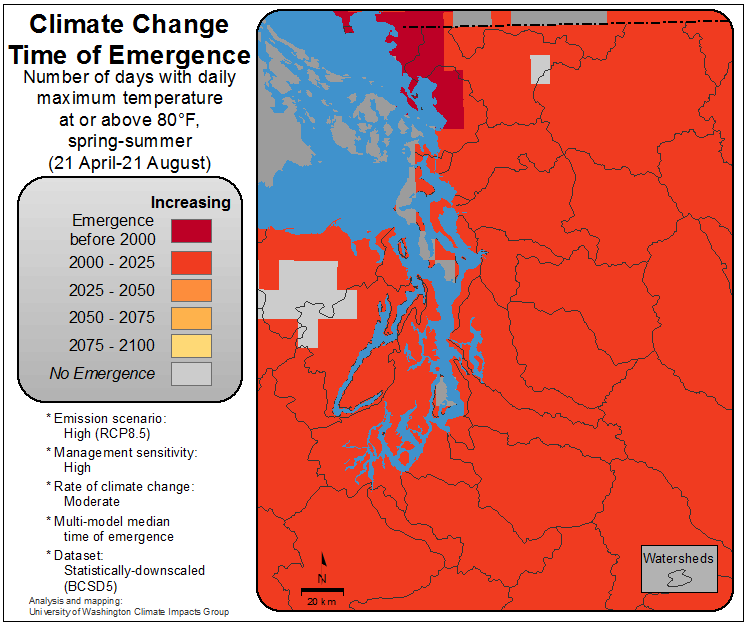 Climate Change
Time of Emergence
Number of days with daily
maximum temperature
at or above 80°F,
spring-summer
(21 April-21 August)
Increasing
Emergence
before 2000
2000 - 2025
2025 - 2050
2050 - 2075
2075 - 2100
No Emergence
* Emission scenario:
High (RCP8.5)
* Management sensitivity:
High
* Rate of climate change:
Moderate
* Multi-model median
time of emergence
* Dataset:
Statistically-downscaled
(BCSD5)
Analysis and mapping:
University of Washington Climate Impacts Group
N
20 km
Watersheds